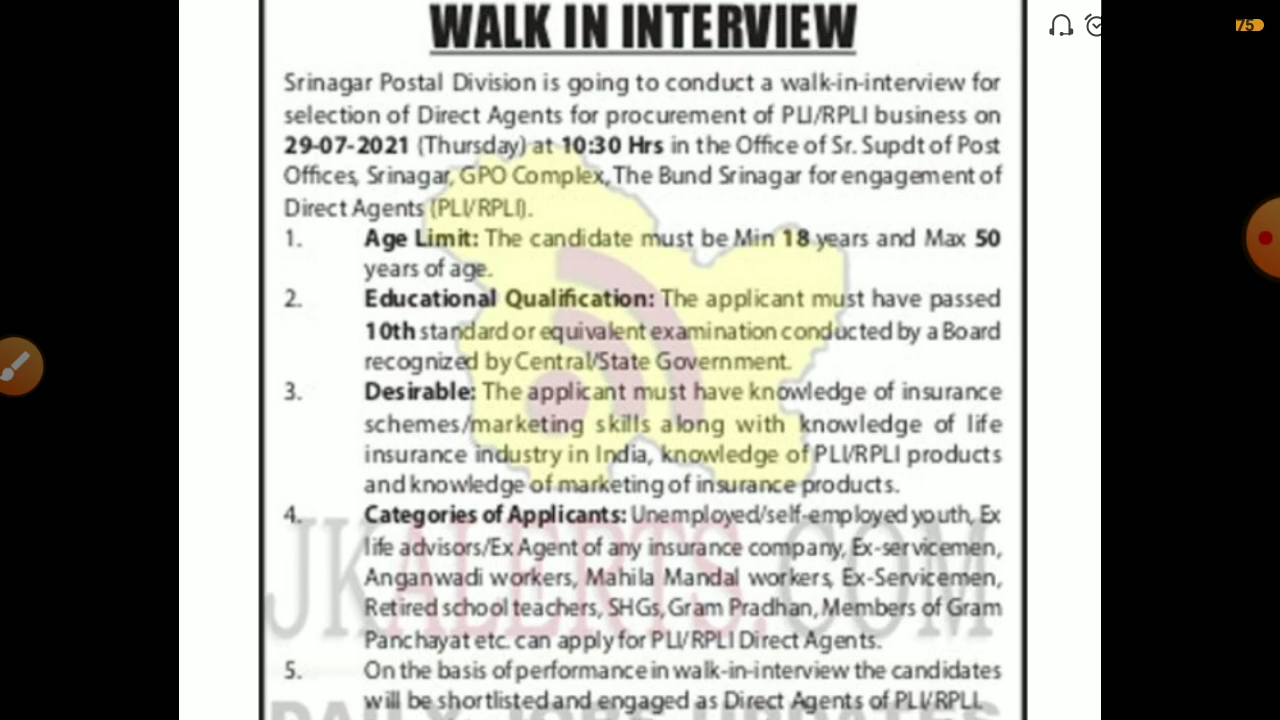 WALK IN INTERVIEW
Srinagar Postal Division is going to conduct a walk-in-interview for
selection of Direct Agents for procurement of PLI/RPLI business on
29-07-2021 (Thursday) at 10:30 Hrs in the Office of Sr. Supdt of Post
Offices, Srinagar, GPO Complex, The Bund Srinagar for engagement of
Direct Agents (PLI/RPLI).
1. Age Limit: The candidate must be Min 18 years and Max 50
years of age.
2. Educational Qualification: The applicant must have passed
10th standard or equivalent examination conducted by a Board
recognized by Central/State Government.
3. Desirable: The applicant must have knowledge of insurance
schemes/marketing skills along with knowledge of life
insurance industry in India, knowledge of PLI/RPLI products
and knowledge of marketing of insurance products.
4. Categories of Applicants: Unemployed/self-employed youth, Ex
life advisors/Ex Agent of any insurance company, Ex-servicemen,
Anganwadi workers, Mahila Mandal workers, Ex-Servicemen,
Retired school teachers, SHGs, Gram Pradhan, Members of Gram
Panchayat etc. can apply for PLI/RPLI Direct Agents.
5. On the basis of performance in walk-in-interview the candidates
will be shortlisted and engaged as Direct Agents of PLI/RPLI.
JKALERTS.COM
DAILY JOBS UPDATES
75